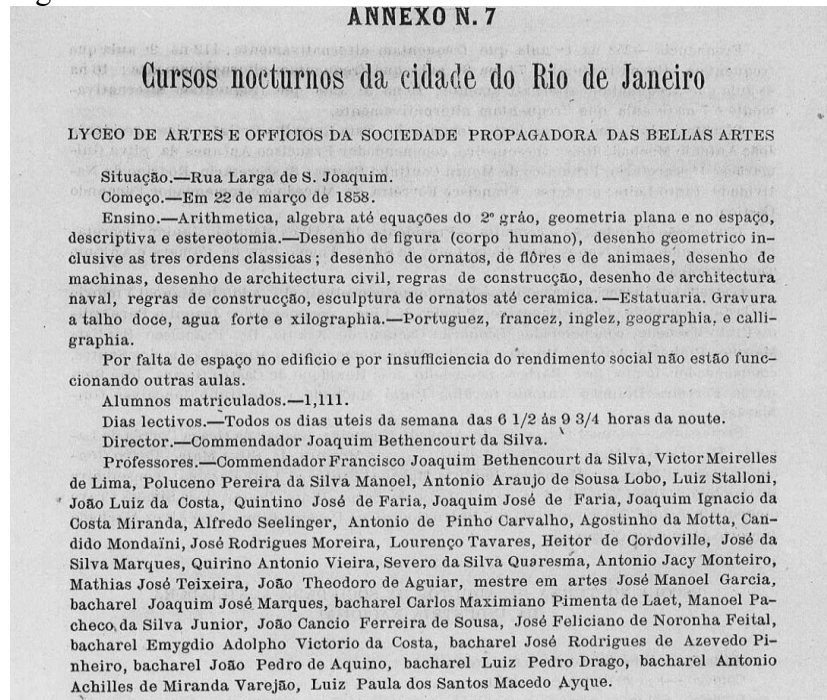 ANNEXO N. 7
Cursos nocturnos da cidade do Rio de Janeiro
LYCÊO DE ARTES E OFFICIOS DA SOCIEDADE PROPAGADORA DAS BELLAS ARTES
Situação.—Rua Larga de S. Joaquim.
Começo.—Em 22 de março de 1858.
Ensino.—Arithmetica, algebra até equações do 2º gráo, geometria plana e no espaço,
descriptiva e estereotomia.—Desenho de figura (corpo humano), desenho geometrico in-
clusive as tres ordens classicas; desenho de ornatos, de flôres e de animaes, desenho de
machinas, desenho de architectura civil, regras de construcção, desenho de architectura
naval, regras de construcção, esculptura de ornatos até ceramica.—Estatuaria. Gravura
a talho doce, agua forte e xilographia.—Portuguez, francez, inglez, geographia, e calli-
graphia.
Por falta de espaço no edificio e por insufficiencia do rendimento social não estão func-
cionando outras aulas.
Alumnos matriculados.—1,111.
Dias lectivos.—Todos os dias uteis da semana das 6 1/2 ás 9 3/4 horas da noute.
Director.—Commendador Joaquim Bethencourt da Silva.
Professores.—Commendador Francisco Joaquim Bethencourt da Silva, Victor Meirelles
de Lima, Poluceno Pereira da Silva Manoel, Antonio Araujo de Sousa Lobo, Luiz Stalloni,
João Luiz da Costa, Quintino José de Faria, Joaquim José de Faria, Joaquim Ignacio da
Costa Miranda, Alfredo Seelinger, Antonio de Pinho Carvalho, Agostinho da Motta, Can-
dido Mondaïni, José Rodrigues Moreira, Lourenço Tavares, Heitor de Cordoville, José da
Silva Marques, Quirino Antonio Vieira, Severo da Silva Quaresma, Antonio Jacy Monteiro,
Mathias José Teixeira, João Theodoro de Aguiar, mestre em artes José Manoel Garcia,
bacharel Joaquim José Marques, bacharel Carlos Maximiano Pimenta de Laet, Manoel Pa-
checo da Silva Junior, João Cancio Ferreira de Sousa, José Feliciano de Noronha Feital,
bacharel Emygdio Adolpho Victorio da Costa, bacharel José Rodrigues de Azevedo Pi-
nheiro, bacharel João Pedro de Aquino, bacharel Luiz Pedro Drago, bacharel Antonio
Achilles de Miranda Varejão, Luiz Paula dos Santos Macedo Ayque.